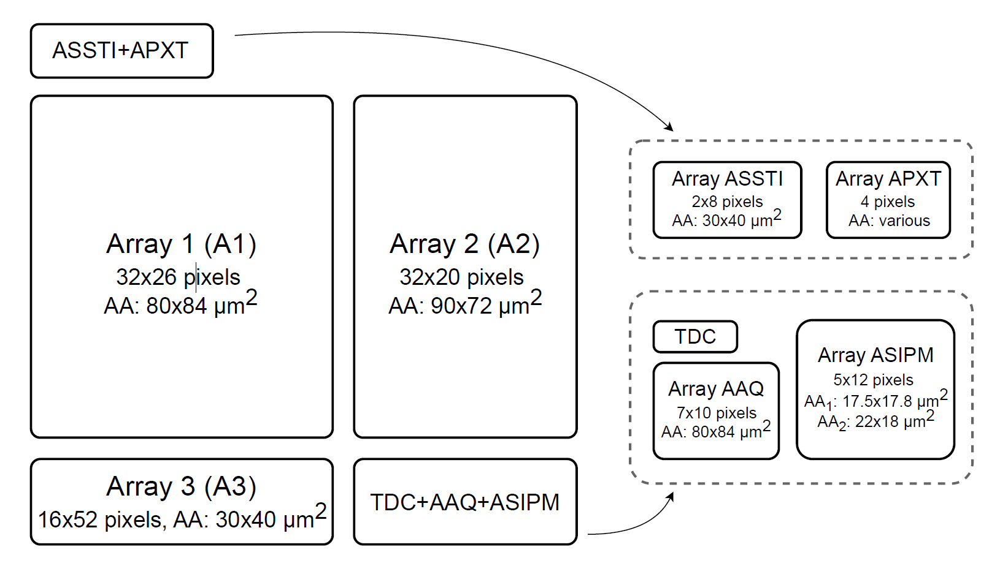 ASSTI+APXT
Array 1 (A1)
32x26 pixels
AA: 80x84 µm²
Array 2 (A2)
32x20 pixels
AA: 90x72 µm²
Array 3 (A3)
16x52 pixels, AA: 30x40 µm²
TDC+AAQ+ASIPM
Array ASSTI
2x8 pixels
AA: 30x40 µm²
Array APXT
4 pixels
AA: various
TDC
Array AAQ
7x10 pixels
AA: 80x84 µm²
Array ASIPM
5x12 pixels
AA₁: 17.5x17.8 µm²
AA₂: 22x18 µm²